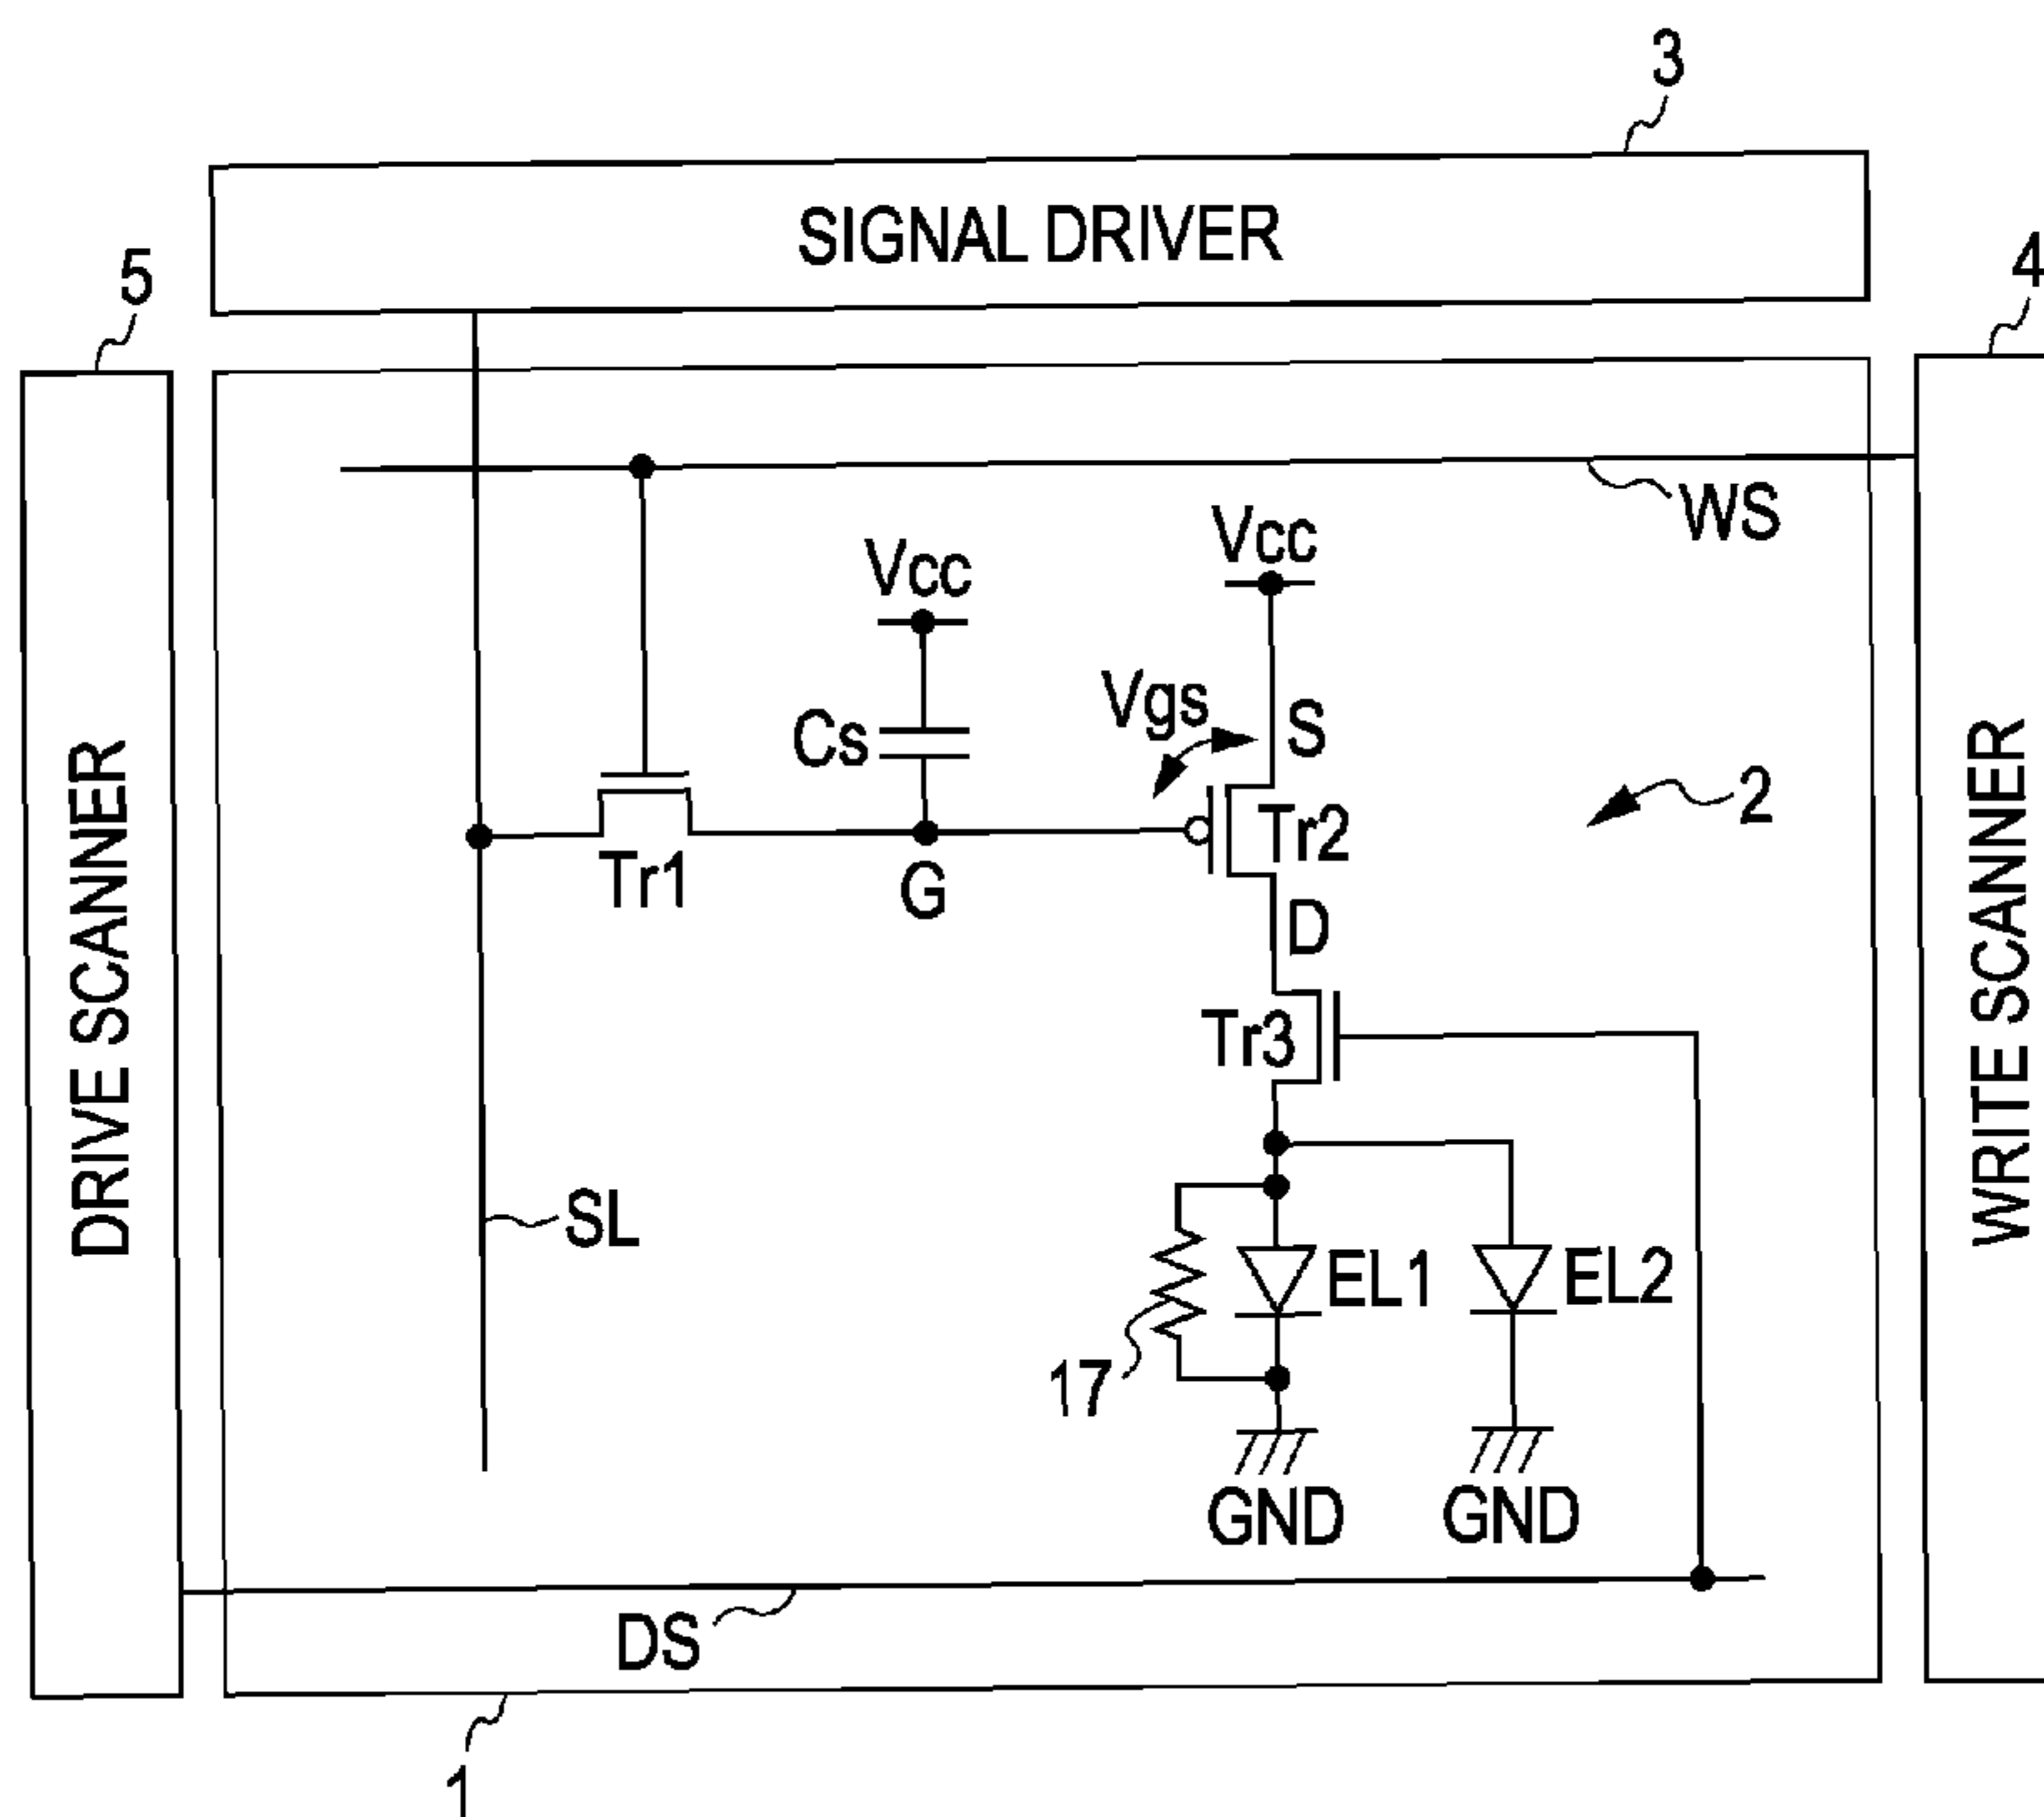 3
SIGNAL DRIVER
5
4
WS
Vcc
Vcc
Vgs
S
Cs
2
Tr2
Tr1
G
D
DRIVE SCANNER
WRITE SCANNER
Tr3
SL
EL1
EL2
17
GND
GND
DS
1